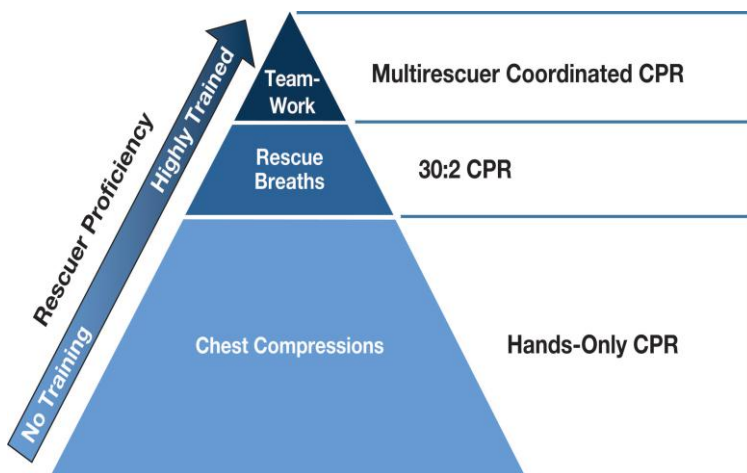 Rescuer Proficiency
No Training
Highly Trained
Team-
Work
Multirescuer Coordinated CPR
Rescue
Breaths
30:2 CPR
Chest Compressions
Hands-Only CPR